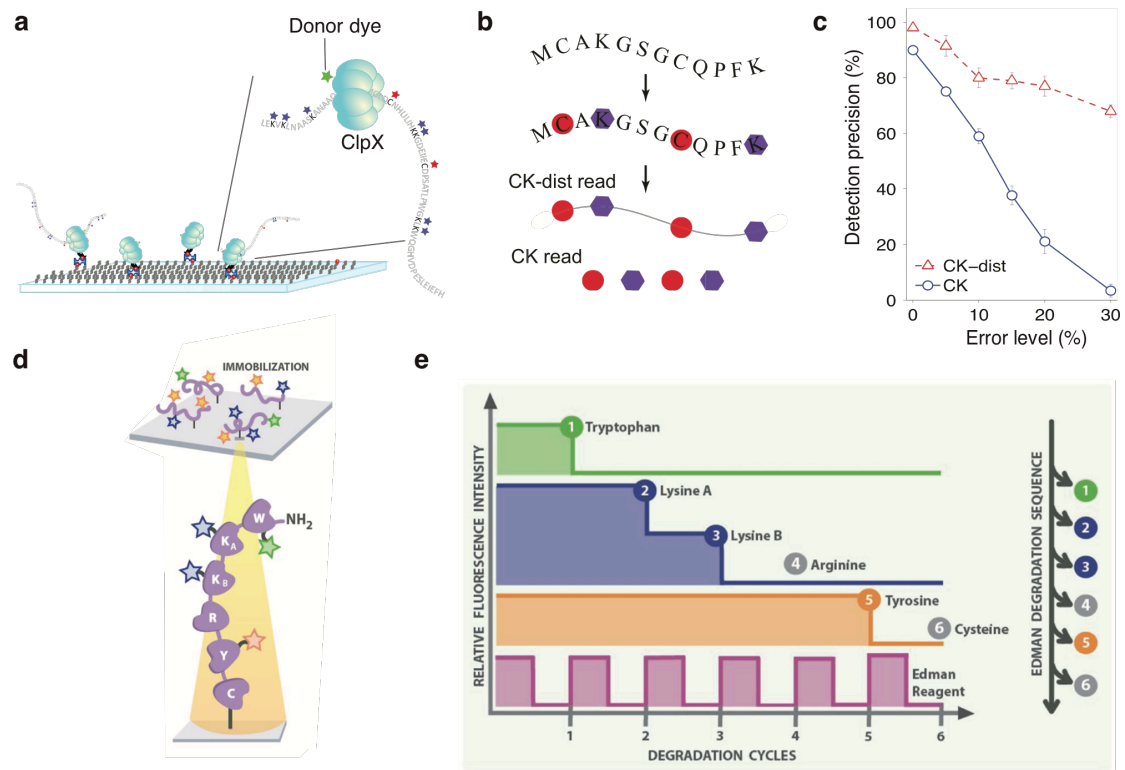 a
Donor dye
ClpX
b
MCAKGSGCQPFK
MCAKGSGCQPFK
CK-dist read
CK read
c
Detection precision (%)
100
80
60
40
20
0
CK–dist
CK
0
10
20
30
Error level (%)
d
IMMOBILIZATION
W
NH2
KA
KB
R
Y
C
e
RELATIVE FLUORESCENCE INTENSITY
1 Tryptophan
2 Lysine A
3 Lysine B
4 Arginine
5 Tyrosine
6 Cysteine
Edman
Reagent
1 2 3 4 5 6
DEGRADATION CYCLES
EDMAN DEGRADATION SEQUENCE
1
2
3
4
5
6